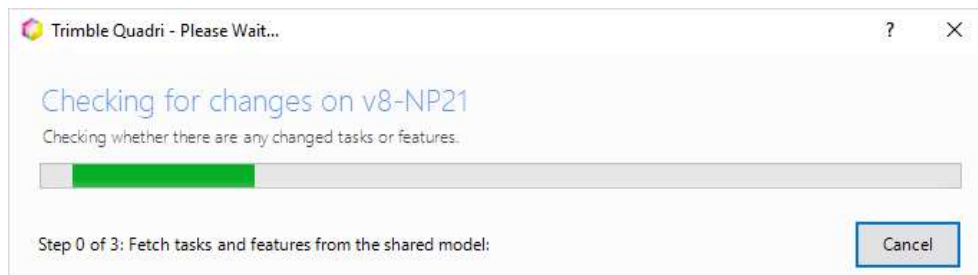 Trimble Quadri - Please Wait...
?
Checking for changes on v8-NP21
Checking whether there are any changed tasks or features.
Step 0 of 3: Fetch tasks and features from the shared model:
Cancel